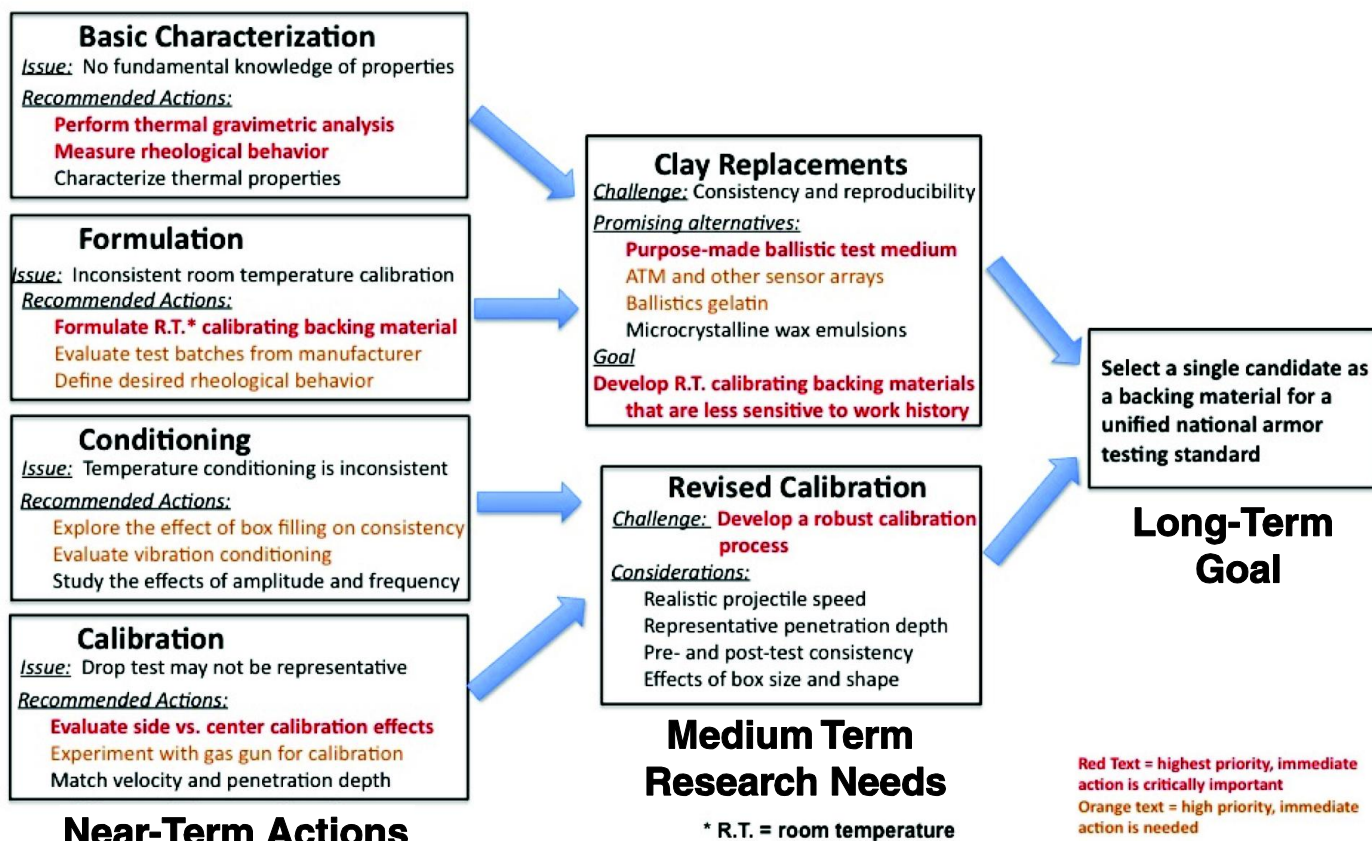 Basic Characterization
Issue: No fundamental knowledge of properties
Recommended Actions:
Perform thermal gravimetric analysis
Measure rheological behavior
Characterize thermal properties
Formulation
Issue: Inconsistent room temperature calibration
Recommended Actions:
Formulate R.T.* calibrating backing material
Evaluate test batches from manufacturer
Define desired rheological behavior
Conditioning
Issue: Temperature conditioning is inconsistent
Recommended Actions:
Explore the effect of box filling on consistency
Evaluate vibration conditioning
Study the effects of amplitude and frequency
Calibration
Issue: Drop test may not be representative
Recommended Actions:
Evaluate side vs. center calibration effects
Experiment with gas gun for calibration
Match velocity and penetration depth
Near-Term Actions
Clay Replacements
Challenge: Consistency and reproducibility
Promising alternatives:
Purpose-made ballistic test medium
ATM and other sensor arrays
Ballistics gelatin
Microcrystalline wax emulsions
Goal
Develop R.T. calibrating backing materials
that are less sensitive to work history
Revised Calibration
Challenge: Develop a robust calibration
process
Considerations:
Realistic projectile speed
Representative penetration depth
Pre- and post-test consistency
Effects of box size and shape
Medium Term
Research Needs
* R.T. = room temperature
Select a single candidate as
a backing material for a
unified national armor
testing standard
Long-Term
Goal
Red Text = highest priority, immediate
action is critically important
Orange text = high priority, immediate
action is needed